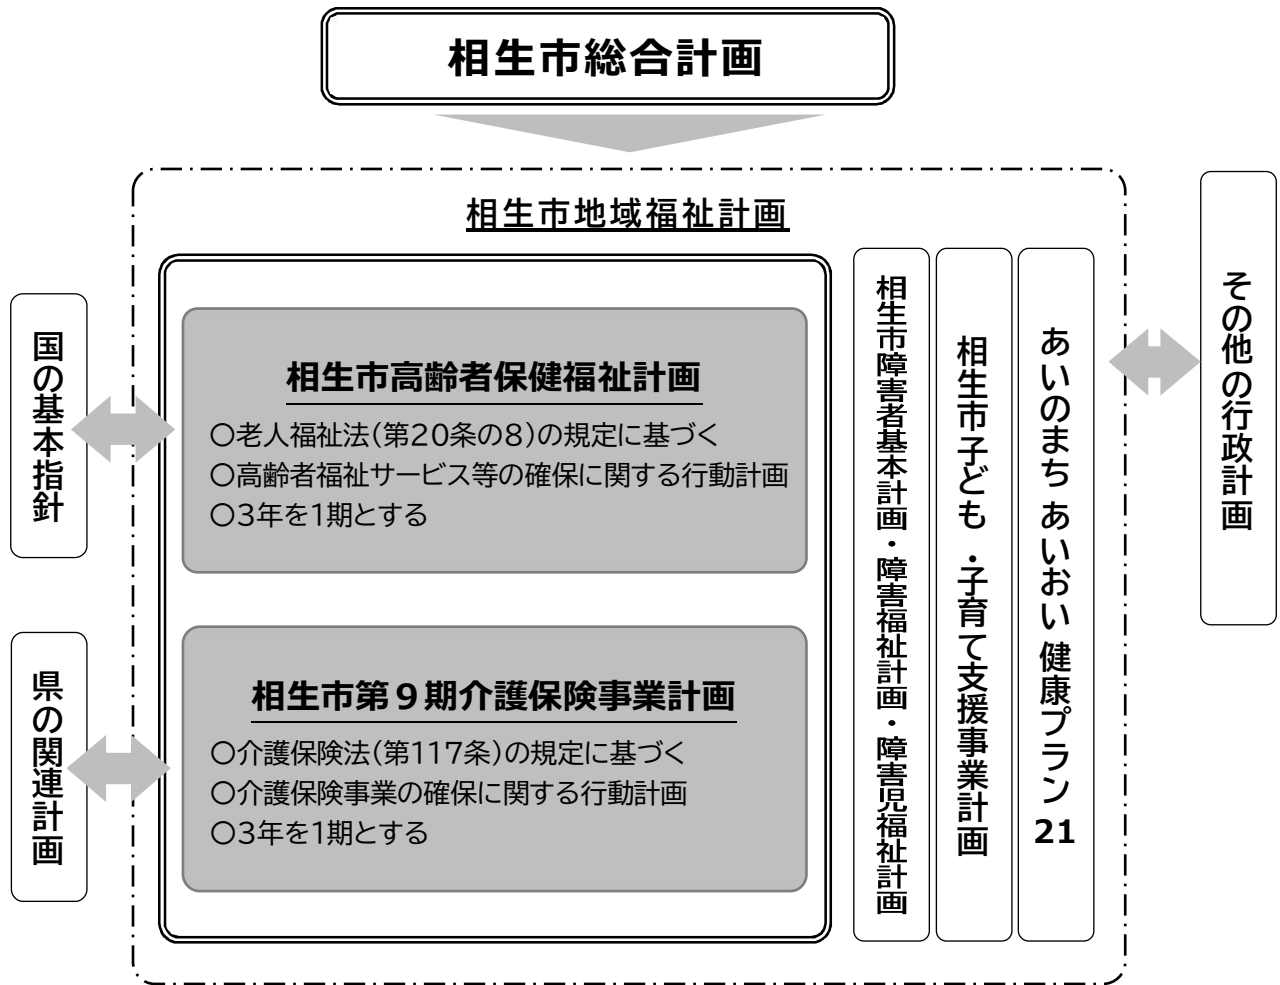 相生市総合計画
相生市地域福祉計画
国の基本指針
県の関連計画
相生市高齢者保健福祉計画
〇老人福祉法(第20条の8)の規定に基づく
〇高齢者福祉サービス等の確保に関する行動計画
〇3年を1期とする
相生市第9期介護保険事業計画
〇介護保険法(第117条)の規定に基づく
〇介護保険事業の確保に関する行動計画
〇3年を1期とする
相生市障害者基本計画・障害福祉計画・障害児福祉計画
相生市子ども・子育て支援事業計画
あいのまち あいおい 健康プラン21
その他の行政計画